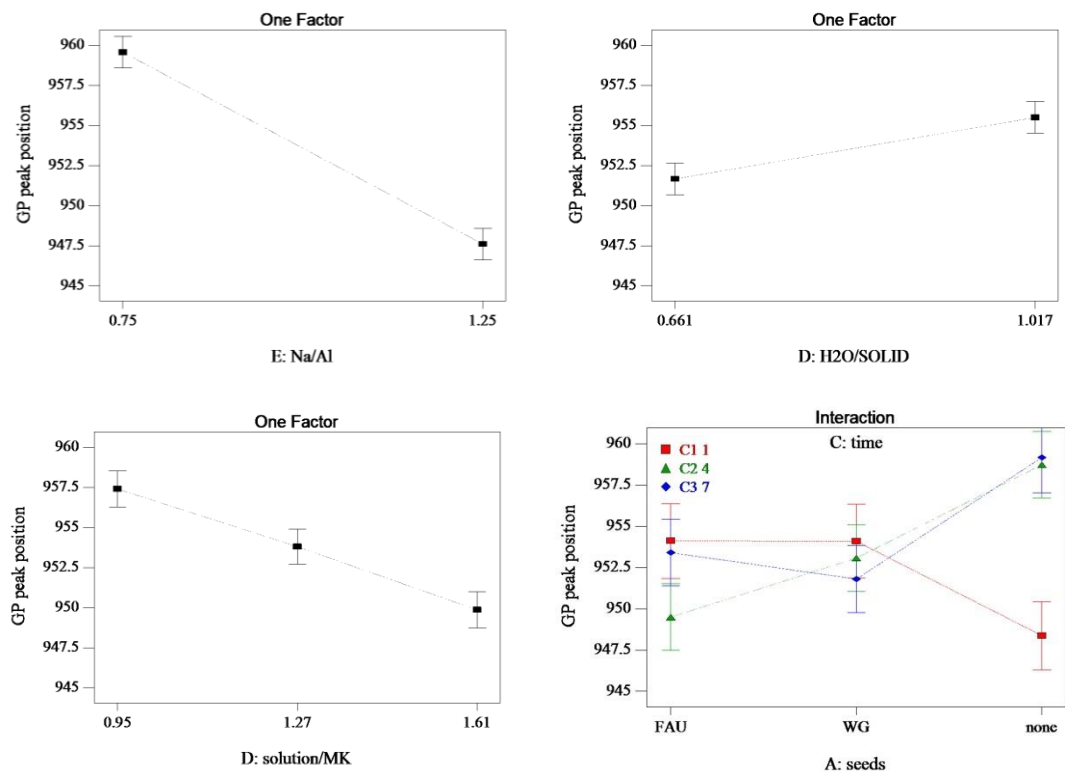 One Factor
GP peak position
960
957.5
955
952.5
950
947.5
945
0.75
1.25
E: Na/Al
One Factor
GP peak position
960
957.5
955
952.5
950
947.5
945
0.661
1.017
D: H2O/SOLID
One Factor
GP peak position
960
957.5
955
952.5
950
947.5
945
0.95
1.27
1.61
D: solution/MK
Interaction
C: time
C1 1
C2 4
C3 7
GP peak position
960
957.5
955
952.5
950
947.5
945
FAU
WG
none
A: seeds